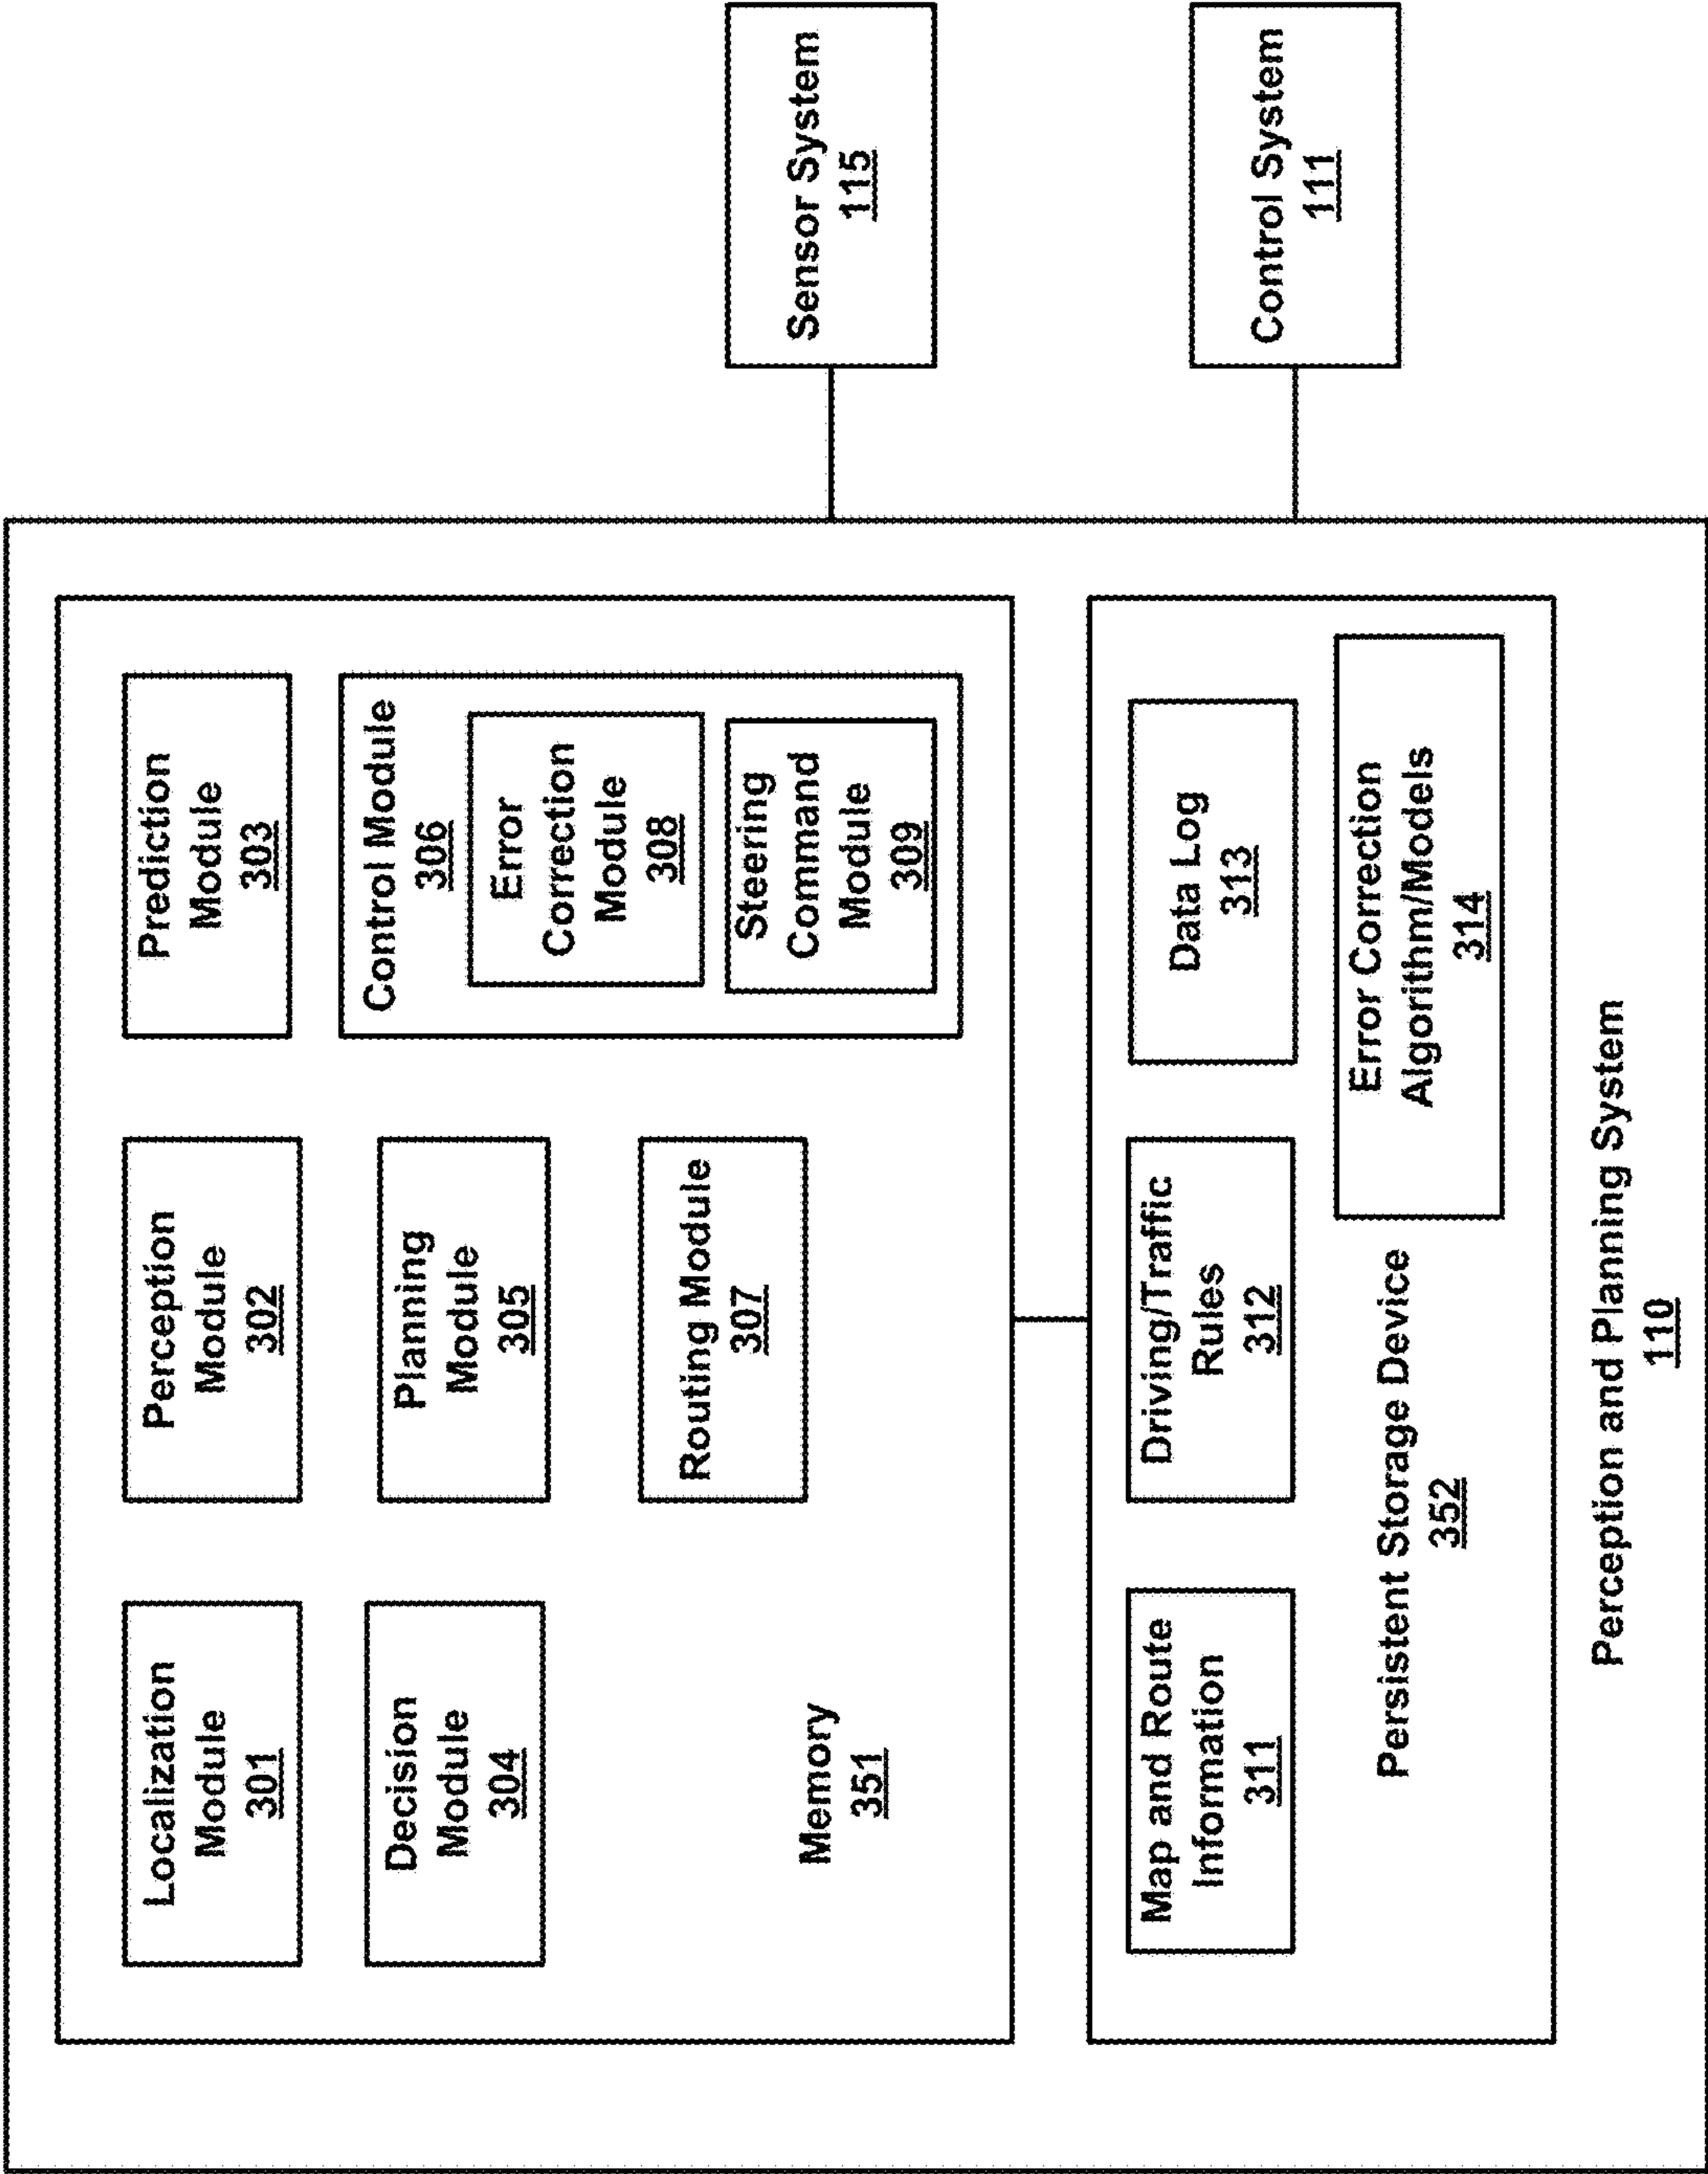 Localization
Module
301
Perception
Module
302
Prediction
Module
303
Decision
Module
304
Planning
Module
305
Control Module
306
Error
Correction
Module
308
Steering
Command
Module
309
Routing Module
307
Memory
351
Map and Route
Information
311
Driving/Traffic
Rules
312
Data Log
313
Error Correction
Algorithm/Models
314
Persistent Storage Device
352
Perception and Planning System
110
Sensor System
115
Control System
111